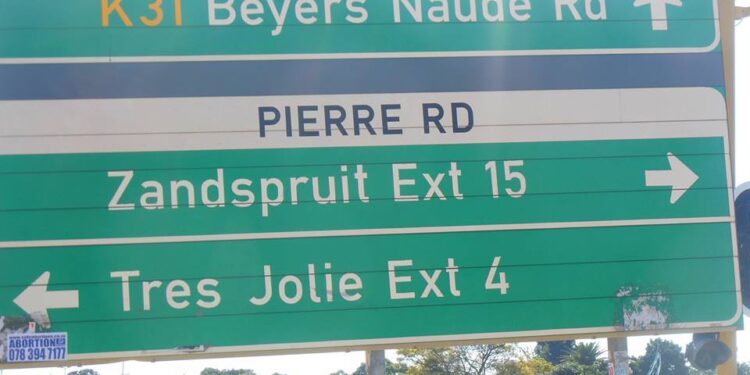 K31 Beyers Naude Rd
PIERRE RD
Zandspruit Ext 15
Tres Jolie Ext 4
ABORTION
078 394 7177